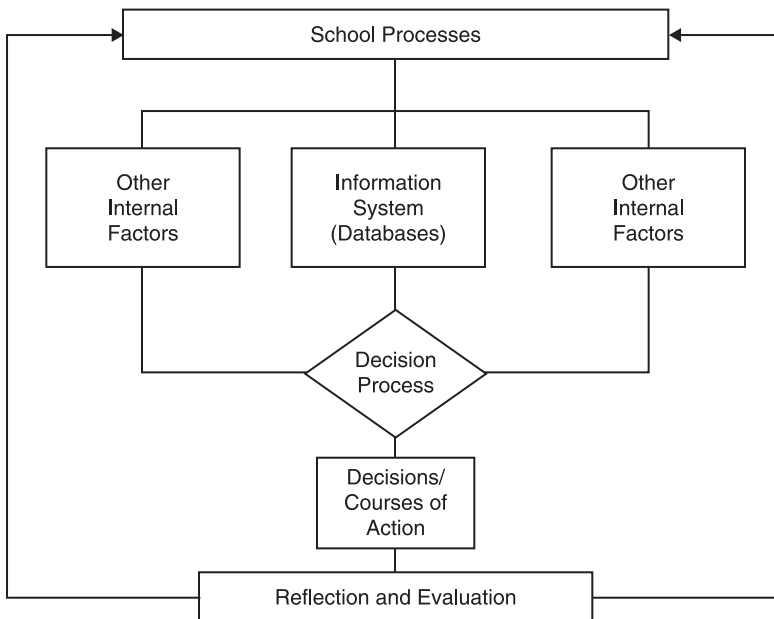 School Processes
Other
Internal
Factors
Information
System
(Databases)
Other
Internal
Factors
Decision
Process
Decisions/
Courses of
Action
Reflection and Evaluation